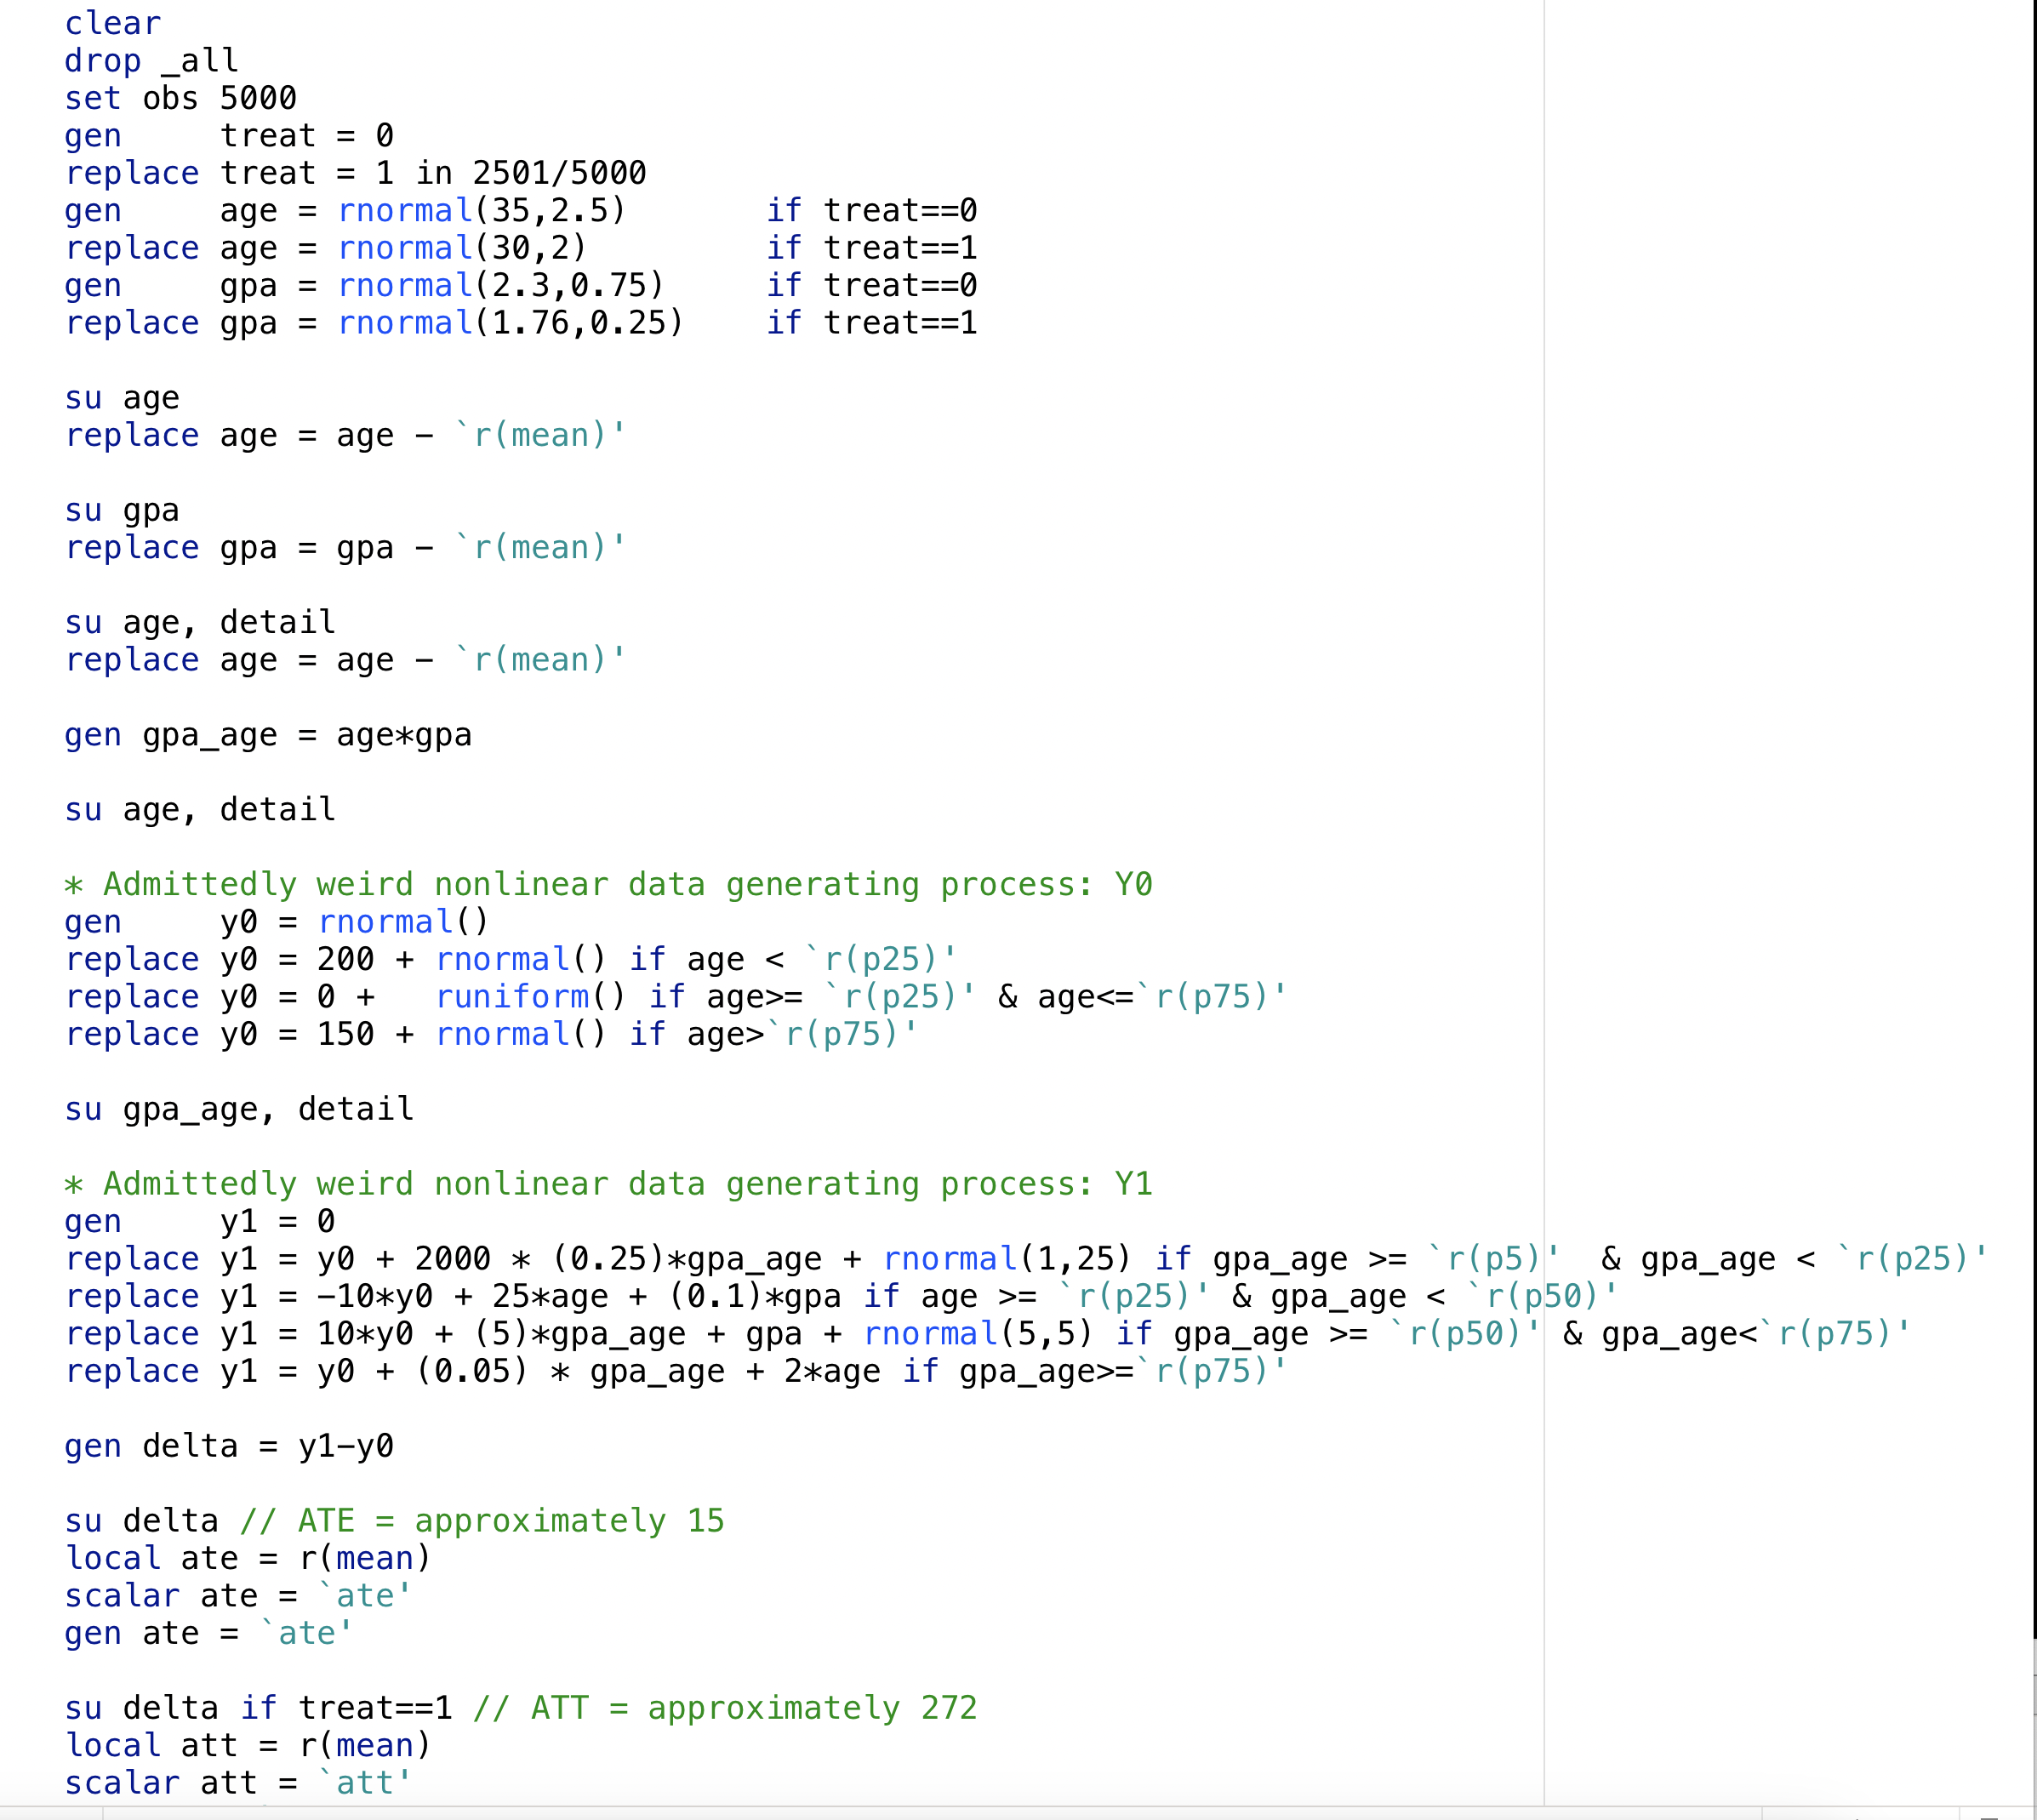 clear
drop _all
set obs 5000
gen     treat = 0
replace treat = 1 in 2501/5000
gen     age = rnormal(35,2.5)       if treat==0
replace age = rnormal(30,2)         if treat==1
gen     gpa = rnormal(2.3,0.75)     if treat==0
replace gpa = rnormal(1.76,0.25)    if treat==1
su age
replace age = age - `r(mean)'
su gpa
replace gpa = gpa - `r(mean)'
su age, detail
replace age = age - `r(mean)'
gen gpa_age = age*gpa
su age, detail
* Admittedly weird nonlinear data generating process: Y0
gen     y0 = rnormal()
replace y0 = 200 + rnormal() if age < `r(p25)'
replace y0 = 0 +   runiform() if age>= `r(p25)' & age<=`r(p75)'
replace y0 = 150 + rnormal() if age>`r(p75)'
su gpa_age, detail
* Admittedly weird nonlinear data generating process: Y1
gen     y1 = 0
replace y1 = y0 + 2000 * (0.25)*gpa_age + rnormal(1,25) if gpa_age >= `r(p5)'  & gpa_age < `r(p25)'
replace y1 = -10*y0 + 25*age + (0.1)*gpa if age >= `r(p25)' & gpa_age < `r(p50)'
replace y1 = 10*y0 + (5)*gpa_age + gpa + rnormal(5,5) if gpa_age >= `r(p50)' & gpa_age<`r(p75)'
replace y1 = y0 + (0.05) * gpa_age + 2*age if gpa_age>=`r(p75)'
gen delta = y1-y0
su delta // ATE = approximately 15
local ate = r(mean)
scalar ate = `ate'
gen ate = `ate'
su delta if treat==1 // ATT = approximately 272
local att = r(mean)
scalar att = `att'